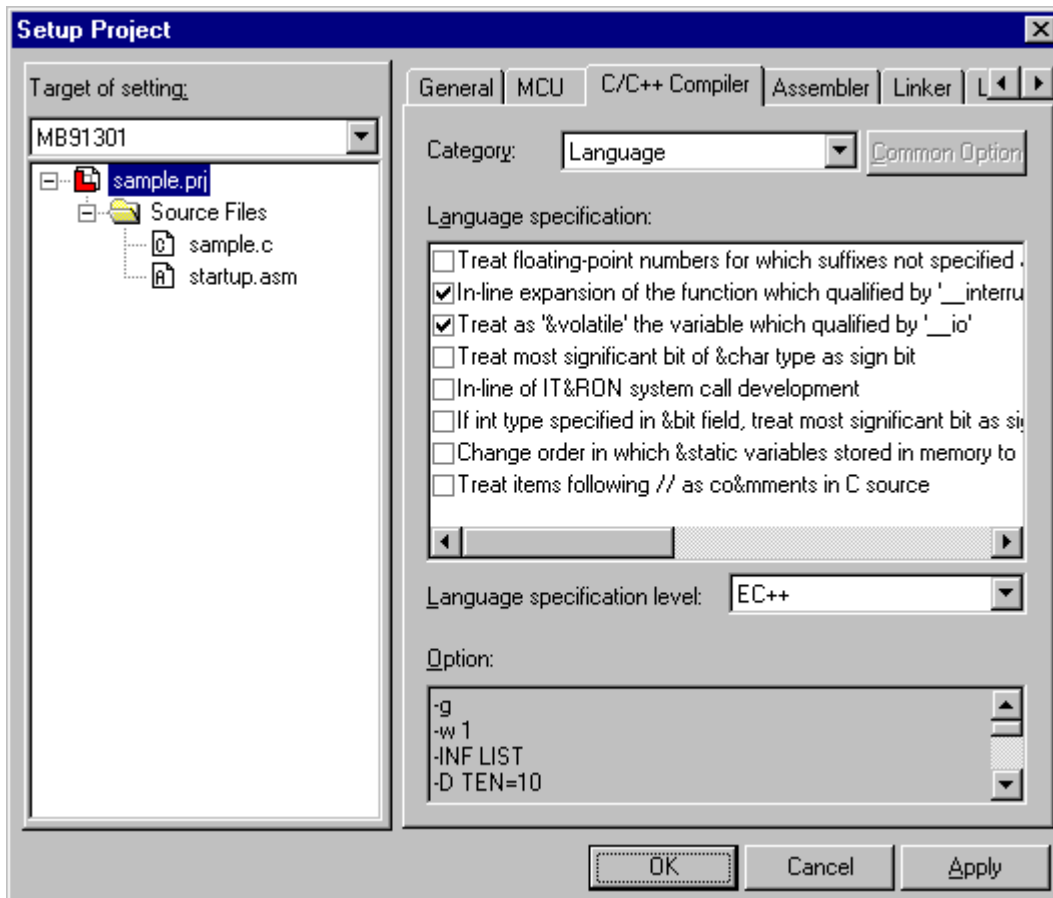 Setup Project
Target of setting:
MB91301
sample.prj
Source Files
sample.c
startup.asm
General MCU C/C++ Compiler Assembler Linker L
Category: Language Common Option
Language specification:
Treat floating-point numbers for which suffixes not specified
In-line expansion of the function which qualified by '__interru
Treat as '&volatile' the variable which qualified by '__io'
Treat most significant bit of &char type as sign bit
In-line of IT&RON system call development
If int type specified in &bit field, treat most significant bit as si
Change order in which &static variables stored in memory to
Treat items following // as co&mments in C source
Language specification level: EC++
Option:
-g
-w 1
-INF LIST
-D TEN=10
OK Cancel Apply